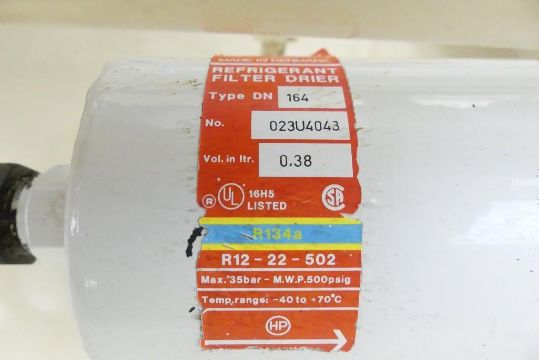 MADE IN DENMARK
REFRIGERANT
FILTER DRIER
Type DN 164
No. 023U4043
Vol. in ltr. 0.38
® UL 16H5
LISTED
SA
R134a
R12 - 22 - 502
Max. 35bar - M.W.P. 500psig
Temp. range: -40 to +70°C
HP